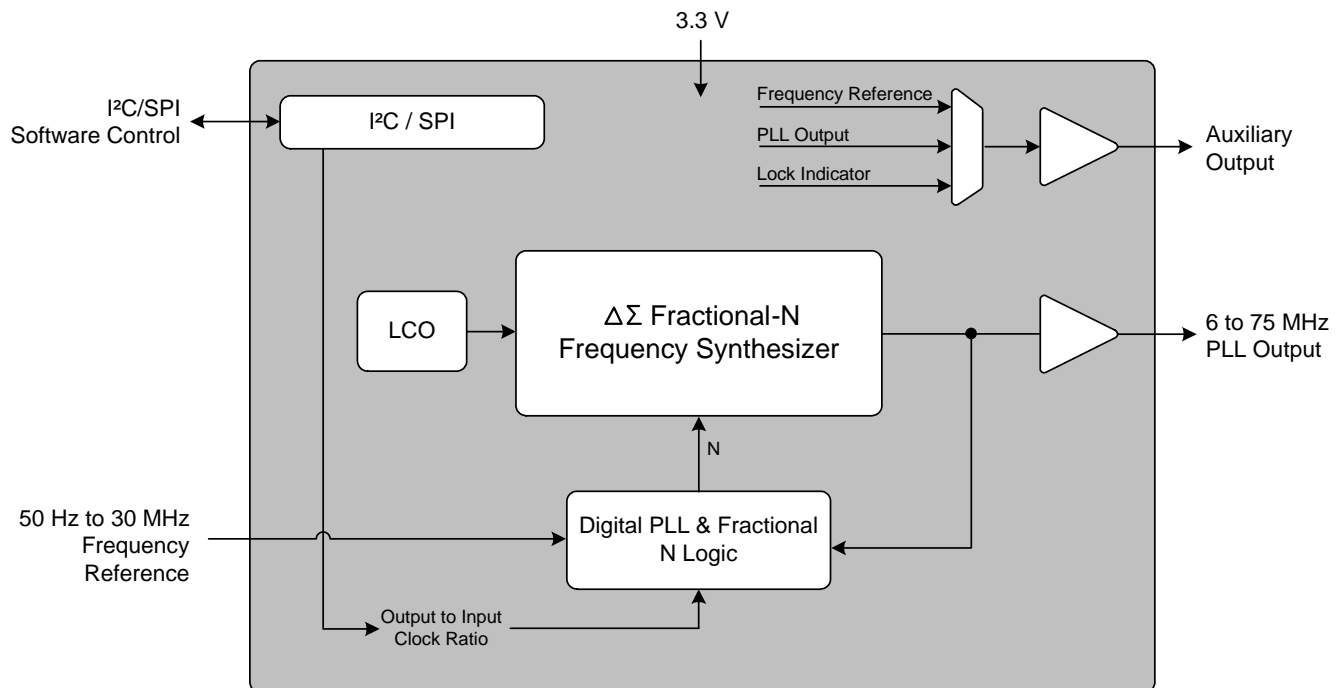 3.3 V
I²C/SPI
Software Control
I²C / SPI
Frequency Reference
PLL Output
Lock Indicator
Auxiliary
Output
LCO
ΔΣ Fractional-N
Frequency Synthesizer
6 to 75 MHz
PLL Output
N
50 Hz to 30 MHz
Frequency
Reference
Digital PLL & Fractional
N Logic
Output to Input
Clock Ratio